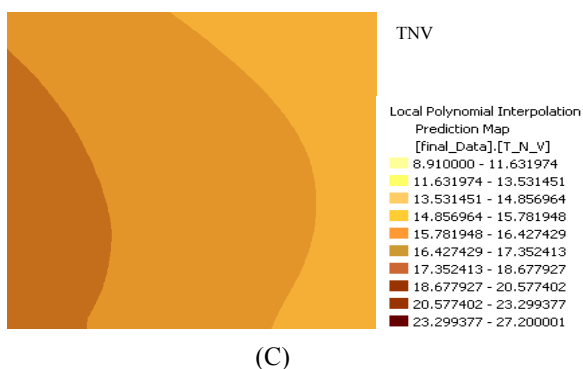 TNV
Local Polynomial Interpolation
Prediction Map
[final_Data].[T_N_V]
8.910000 - 11.631974
11.631974 - 13.531451
13.531451 - 14.856964
14.856964 - 15.781948
15.781948 - 16.427429
16.427429 - 17.352413
17.352413 - 18.677927
18.677927 - 20.577402
20.577402 - 23.299377
23.299377 - 27.200001
(C)